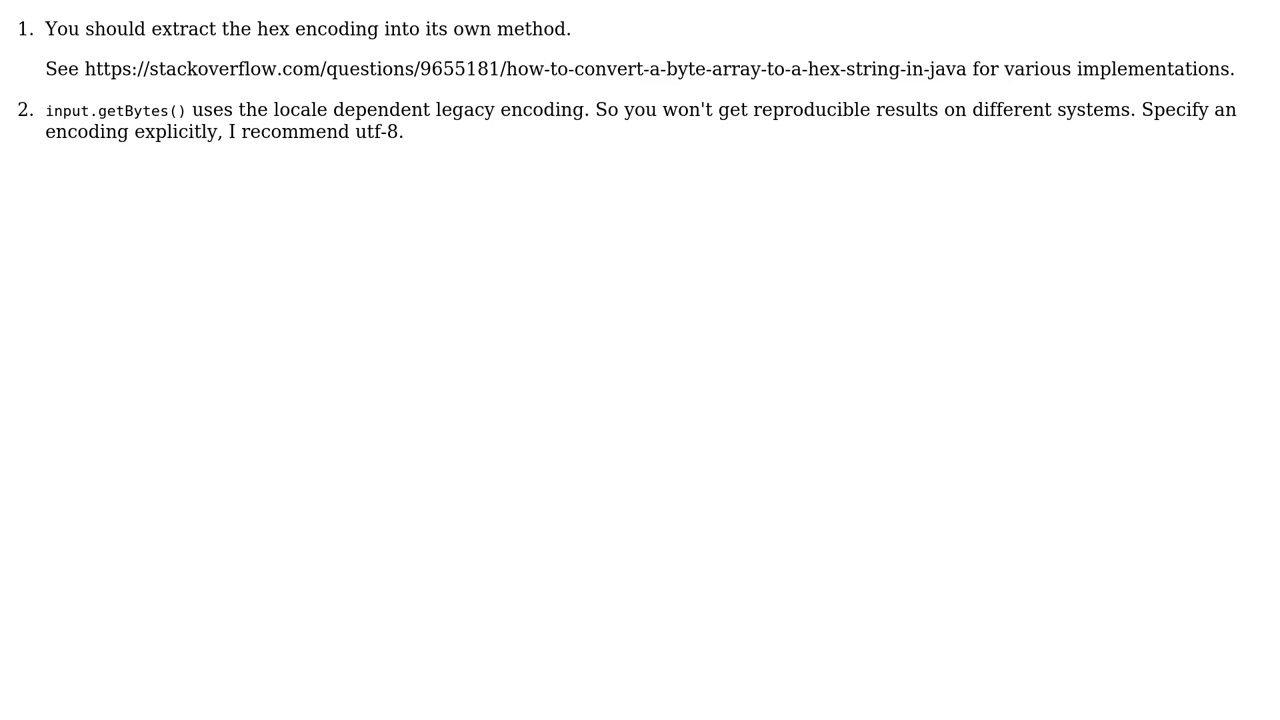 1. You should extract the hex encoding into its own method.
See https://stackoverflow.com/questions/9655181/how-to-convert-a-byte-array-to-a-hex-string-in-java for various implementations.
2. input.getBytes() uses the locale dependent legacy encoding. So you won't get reproducible results on different systems. Specify an
encoding explicitly, I recommend utf-8.